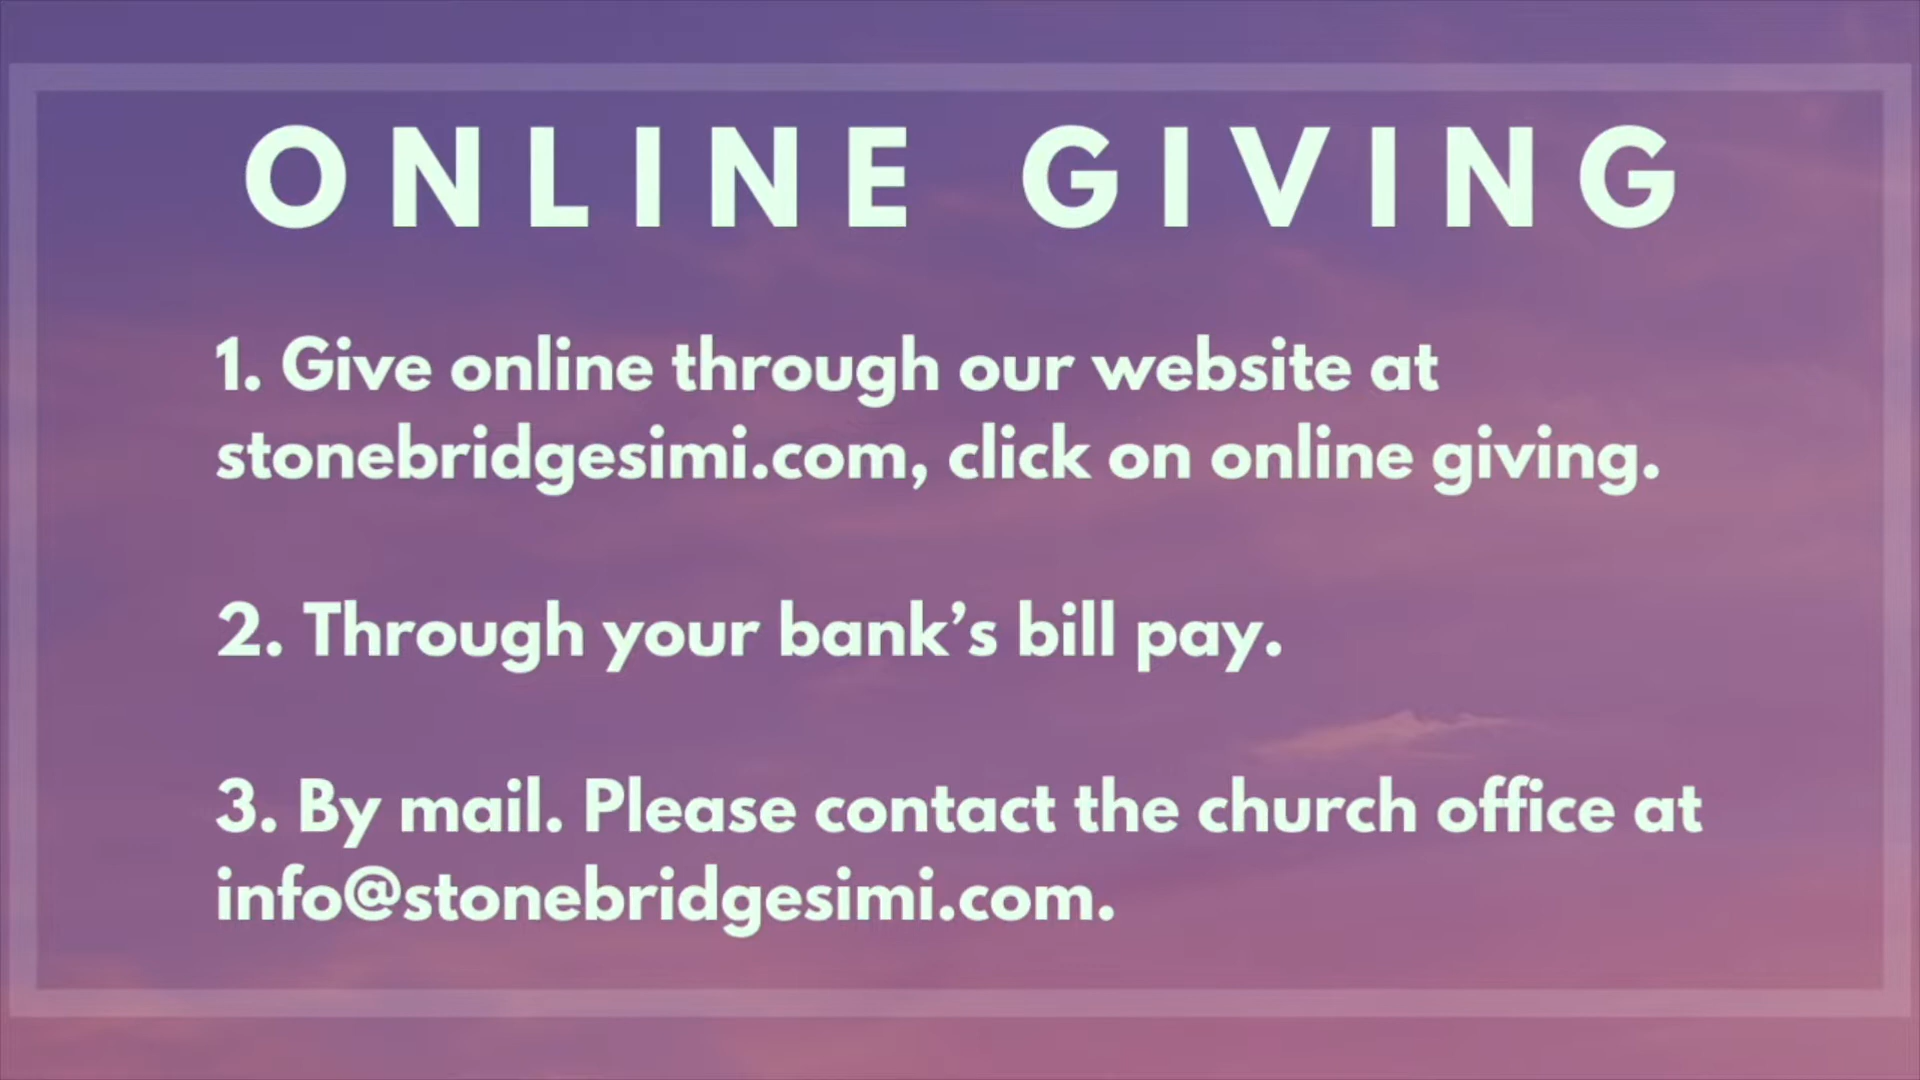 ONLINE GIVING
1. Give online through our website at
stonebridgesimi.com, click on online giving.
2. Through your bank’s bill pay.
3. By mail. Please contact the church office at
info@stonebridgesimi.com.